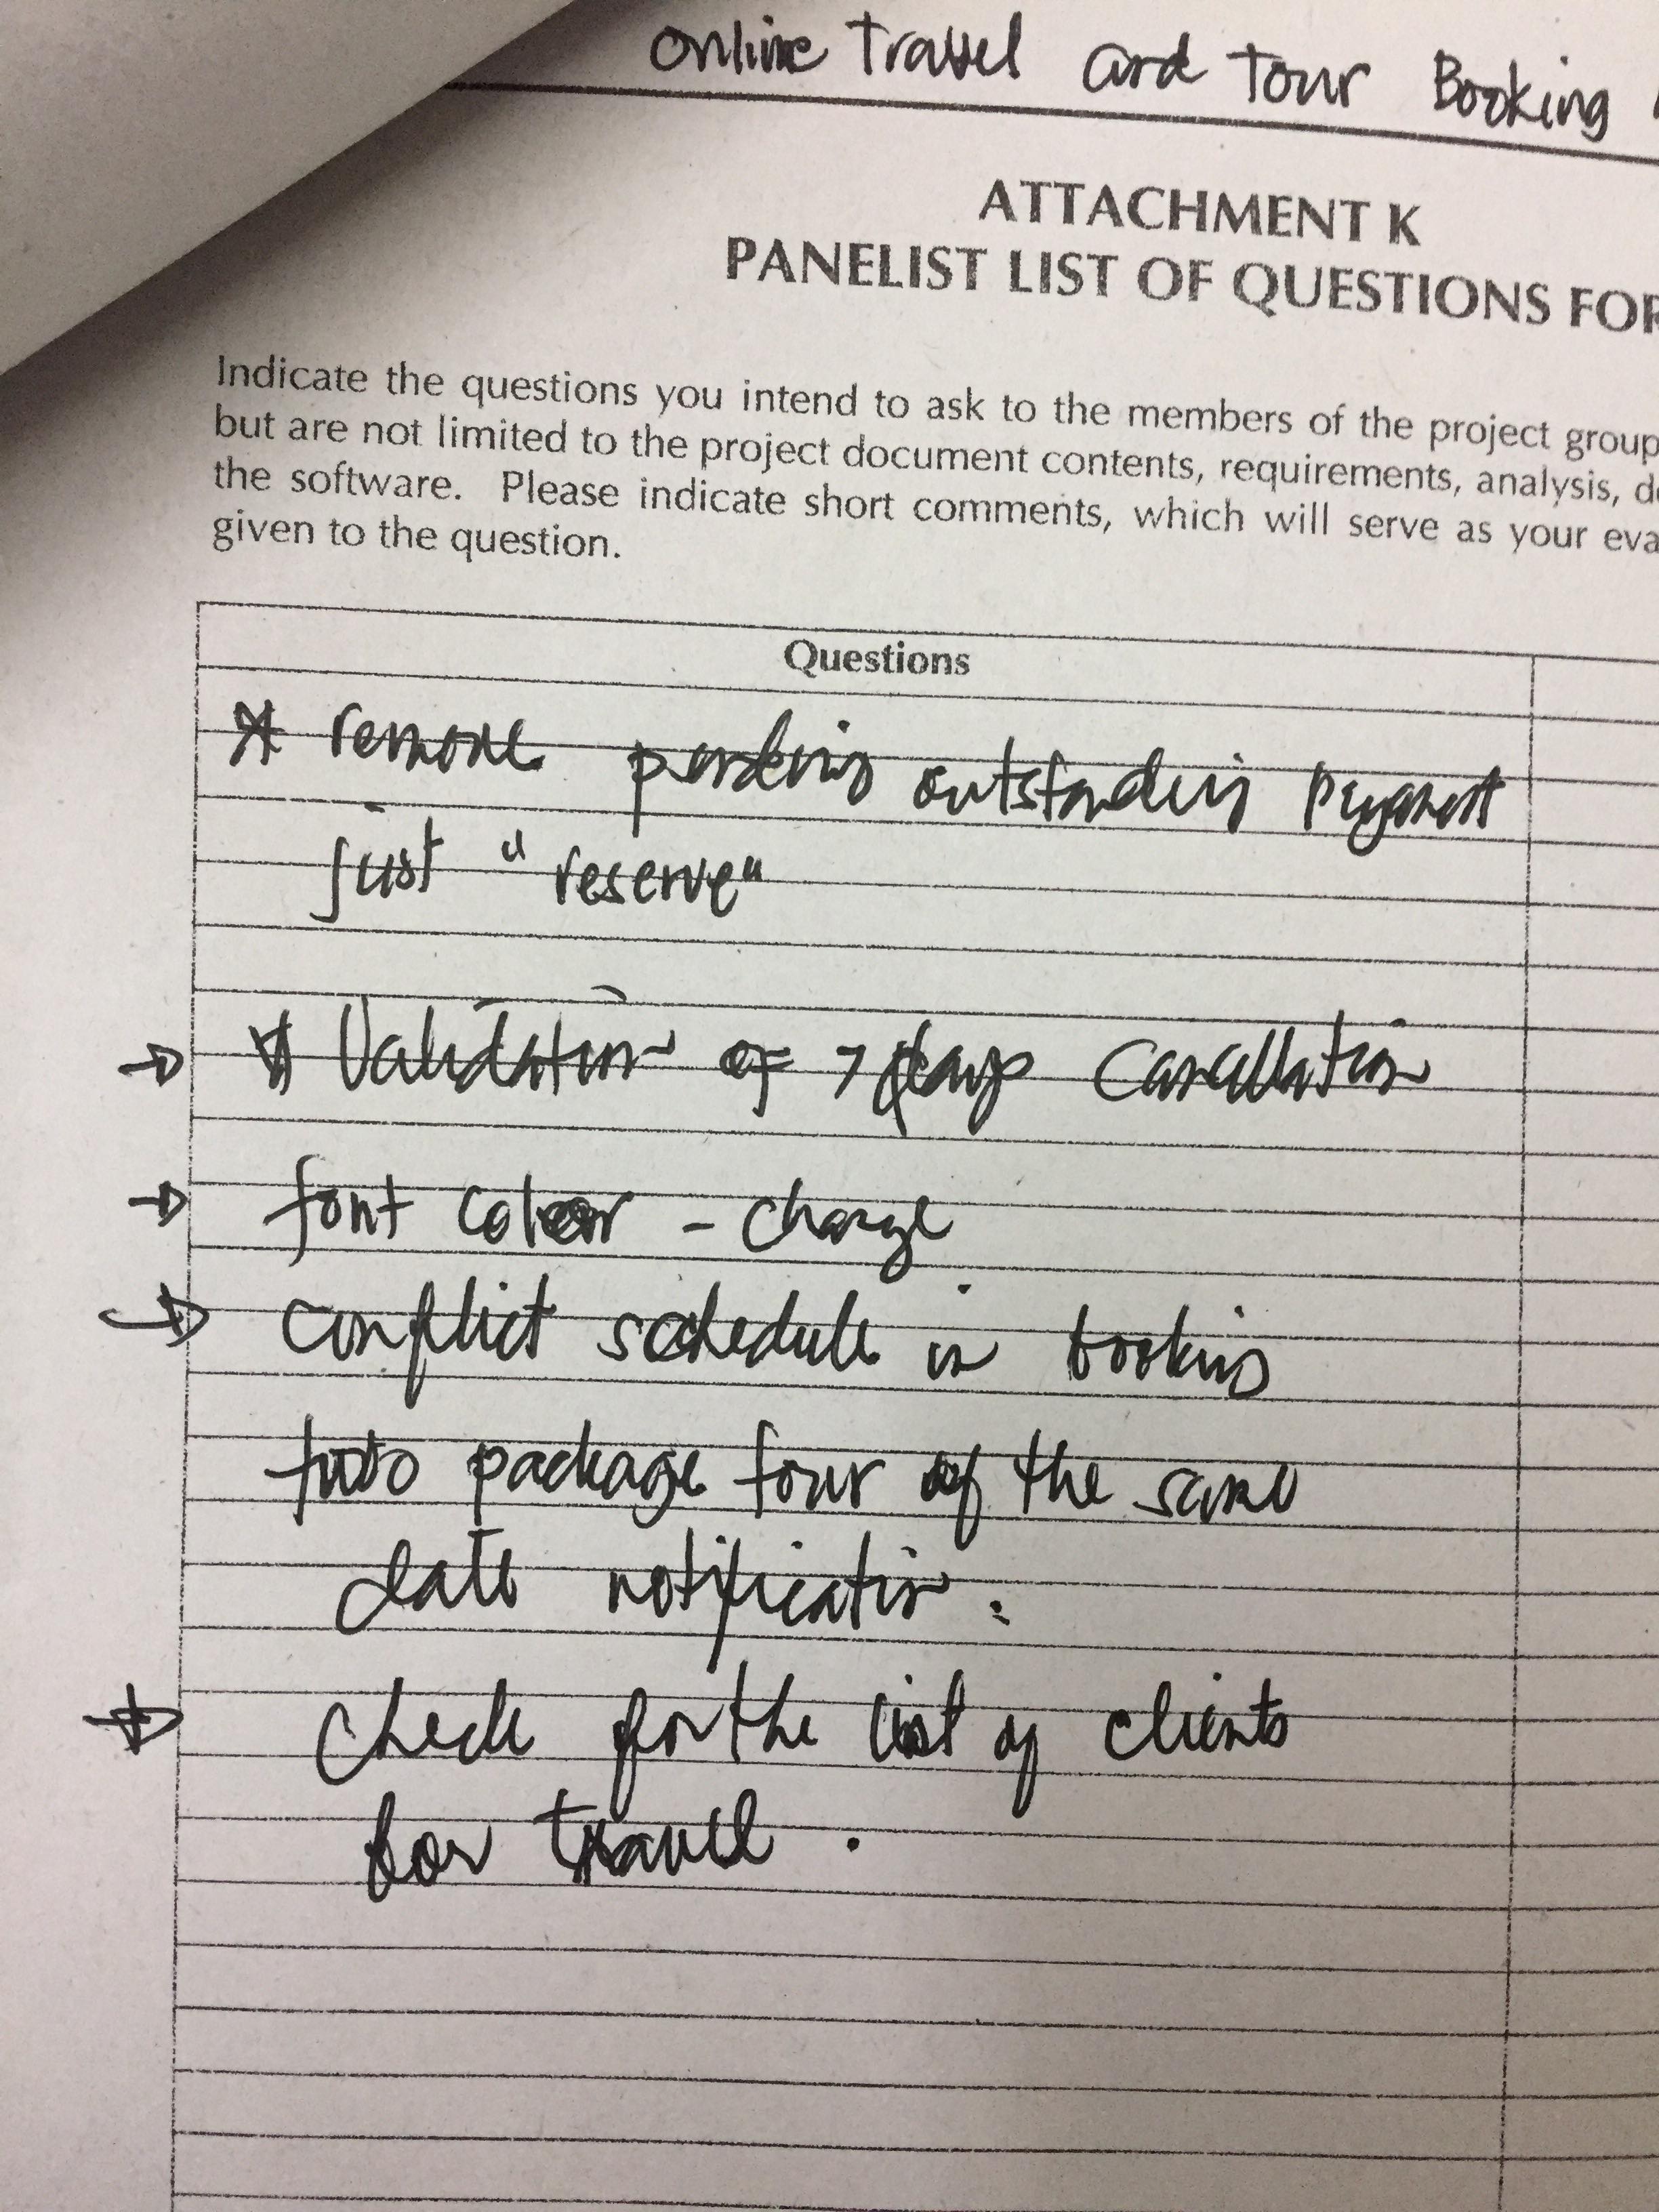 Online Travel and Tour Booking
ATTACHMENT K
PANELIST LIST OF QUESTIONS FOR
Indicate the questions you intend to ask to the members of the project group
but are not limited to the project document contents, requirements, analysis, de
the software. Please indicate short comments, which will serve as your eva
given to the question.
Questions
* remove pending outstanding payment
just "reserve"
→ * Validation of 7 days Cancellation
→ font color - change
→ conflict schedule in booking
two package tour of the same
date notification.
→ check for the list of clients
for travel.